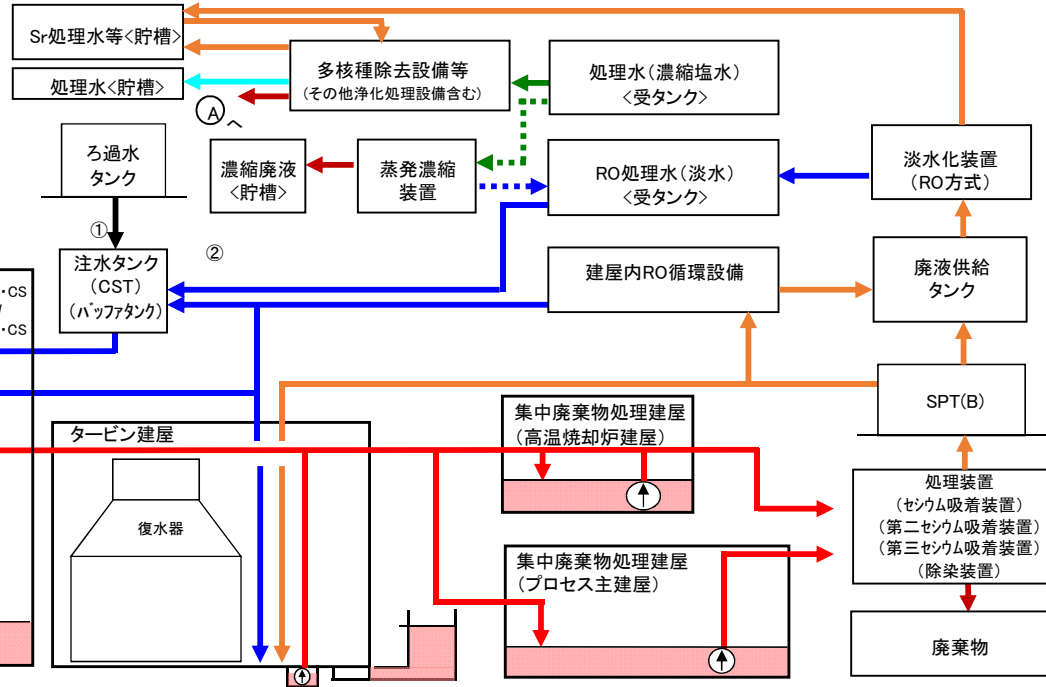 Sr処理水等<貯槽>
処理水<貯槽>
多核種除去設備等
(その他浄化処理設備含む)
処理水(濃縮塩水)
<受タンク>
Ⓐへ
ろ過水
タンク
濃縮廃液
<貯槽>
蒸発濃縮
装置
RO処理水(淡水)
<受タンク>
淡水化装置
(RO方式)
①
②
注水タンク
(CST)
(ﾊﾞｯﾌｧﾀﾝｸ)
建屋内RO循環設備
廃液供給
タンク
・CS
/
・CS
SPT(B)
タービン建屋
復水器
集中廃棄物処理建屋
(高温焼却炉建屋)
集中廃棄物処理建屋
(プロセス主建屋)
処理装置
(ｾｼｳﾑ吸着装置)
(第二ｾｼｳﾑ吸着装置)
(第三ｾｼｳﾑ吸着装置)
(除染装置)
廃棄物